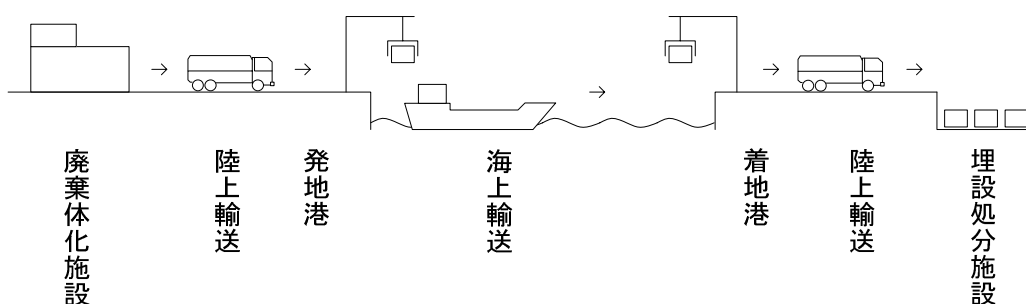 廃棄体化施設
陸上輸送
発地港
海上輸送
着地港
陸上輸送
埋設処分施設